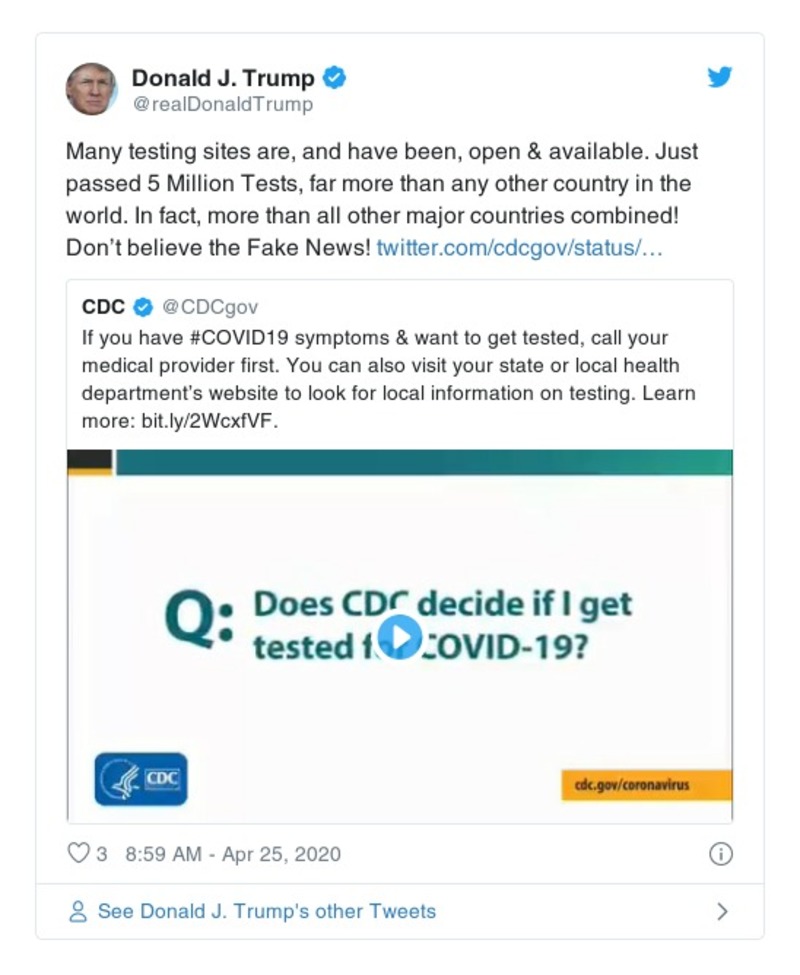 Donald J. Trump
@realDonaldTrump
Many testing sites are, and have been, open & available. Just
passed 5 Million Tests, far more than any other country in the
world. In fact, more than all other major countries combined!
Don’t believe the Fake News! twitter.com/cdcgov/status/…
CDC @CDCgov
If you have #COVID19 symptoms & want to get tested, call your
medical provider first. You can also visit your state or local health
department’s website to look for local information on testing. Learn
more: bit.ly/2WcxfVF.
Q: Does CDC decide if I get
tested for COVID-19?
CDC
cdc.gov/coronavirus
3 8:59 AM - Apr 25, 2020
See Donald J. Trump's other Tweets